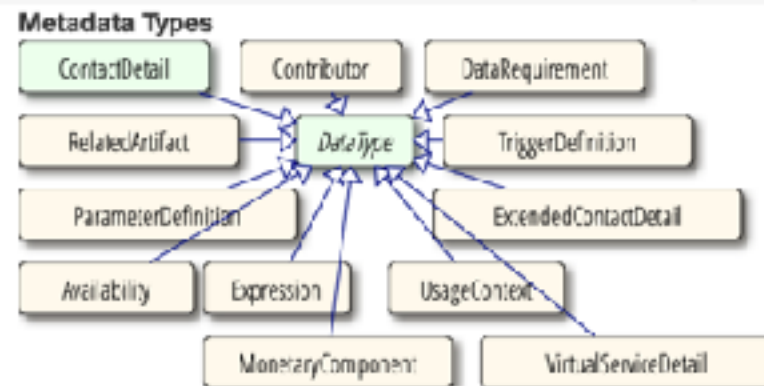 Metadata Types
ContactDetail
Contributor
DataRequirement
RelatedArtifact
DataType
TriggerDefinition
ParameterDefinition
ExtendedContactDetail
Availability
Expression
UsageContext
MonetaryComponent
VirtualServiceDetail